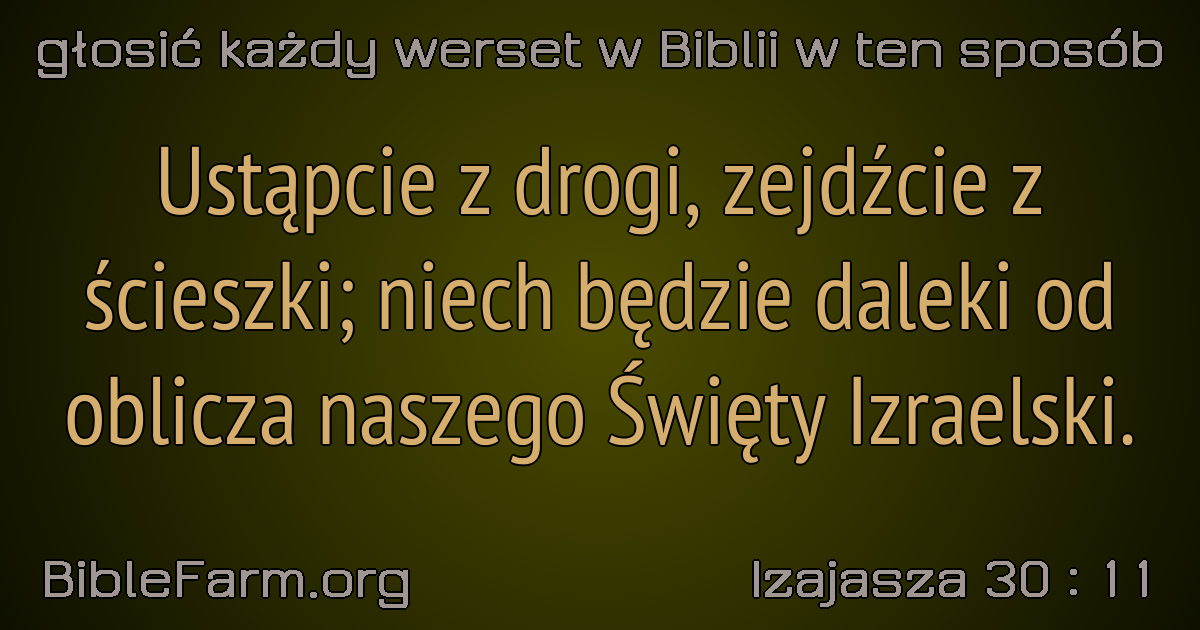 głosić każdy werset w Biblii w ten sposób
Ustąpcie z drogi, zejdźcie z
ścieszki; niech będzie daleki od
oblicza naszego Święty Izraelski.
BibleFarm.org
Izajasza 30 : 11